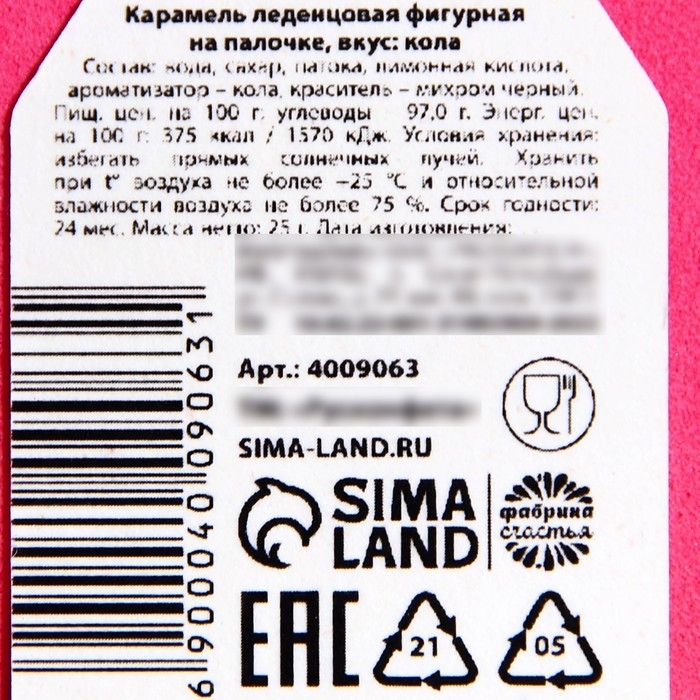 Карамель леденцовая фигурная
на палочке, вкус: кола
Состав: вода, сахар, патока, лимонная кислота,
ароматизатор – кола, краситель – михром черный.
Пищ. цен. на 100 г: углеводы 97,0 г. Энерг. цен.
на 100 г: 375 ккал / 1570 кДж. Условия хранения:
избегать прямых солнечных лучей. Хранить
при t° воздуха не более –25 °С и относительной
влажности воздуха не более 75 %. Срок годности:
24 мес. Масса нетто: 25 г. Дата изготовления:
Арт.: 4009063
SIMA-LAND.RU
SIMA
LAND
фабрика
счастья
EAC
21
05
6900040090631